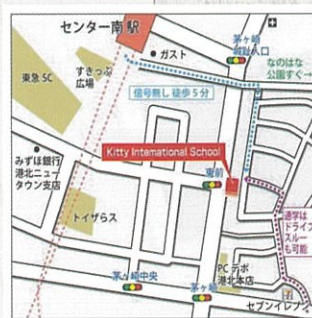 センター南駅
ガスト
茅ヶ崎
福祉入口
なのはな
公園すぐ→
すきっぷ
広場
東急SC
信号無し 徒歩5分
Kitty International School
みずほ銀行
港北ニュー
タウン支店
トイザらス
通学は
ドライブ
スルー
も可能
茅ヶ崎中央
茅ヶ崎
PCデポ
港北本店
セブンイレブン